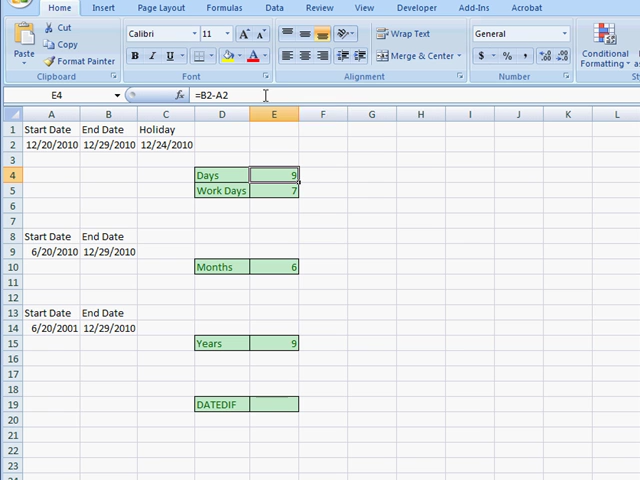 Home Insert Page Layout Formulas Data Review View Developer Add-Ins Acrobat
Cut
Copy
Paste
Format Painter
Clipboard
Calibri 11 A A
B I U A
Font
Wrap Text
Merge & Center
Alignment
General
$ % , .0 .00 .00 .0
Number
Conditional
Formatting
E4 fx =B2-A2
A B C D E F G H I J K L
1 Start Date End Date Holiday
2 12/20/2010 12/29/2010 12/24/2010
3
4 Days 9
5 Work Days 7
6
7
8 Start Date End Date
9 6/20/2010 12/29/2010
10 Months 6
11
12
13 Start Date End Date
14 6/20/2001 12/29/2010
15 Years 9
16
17
18
19 DATEDIF
20
21
22
23